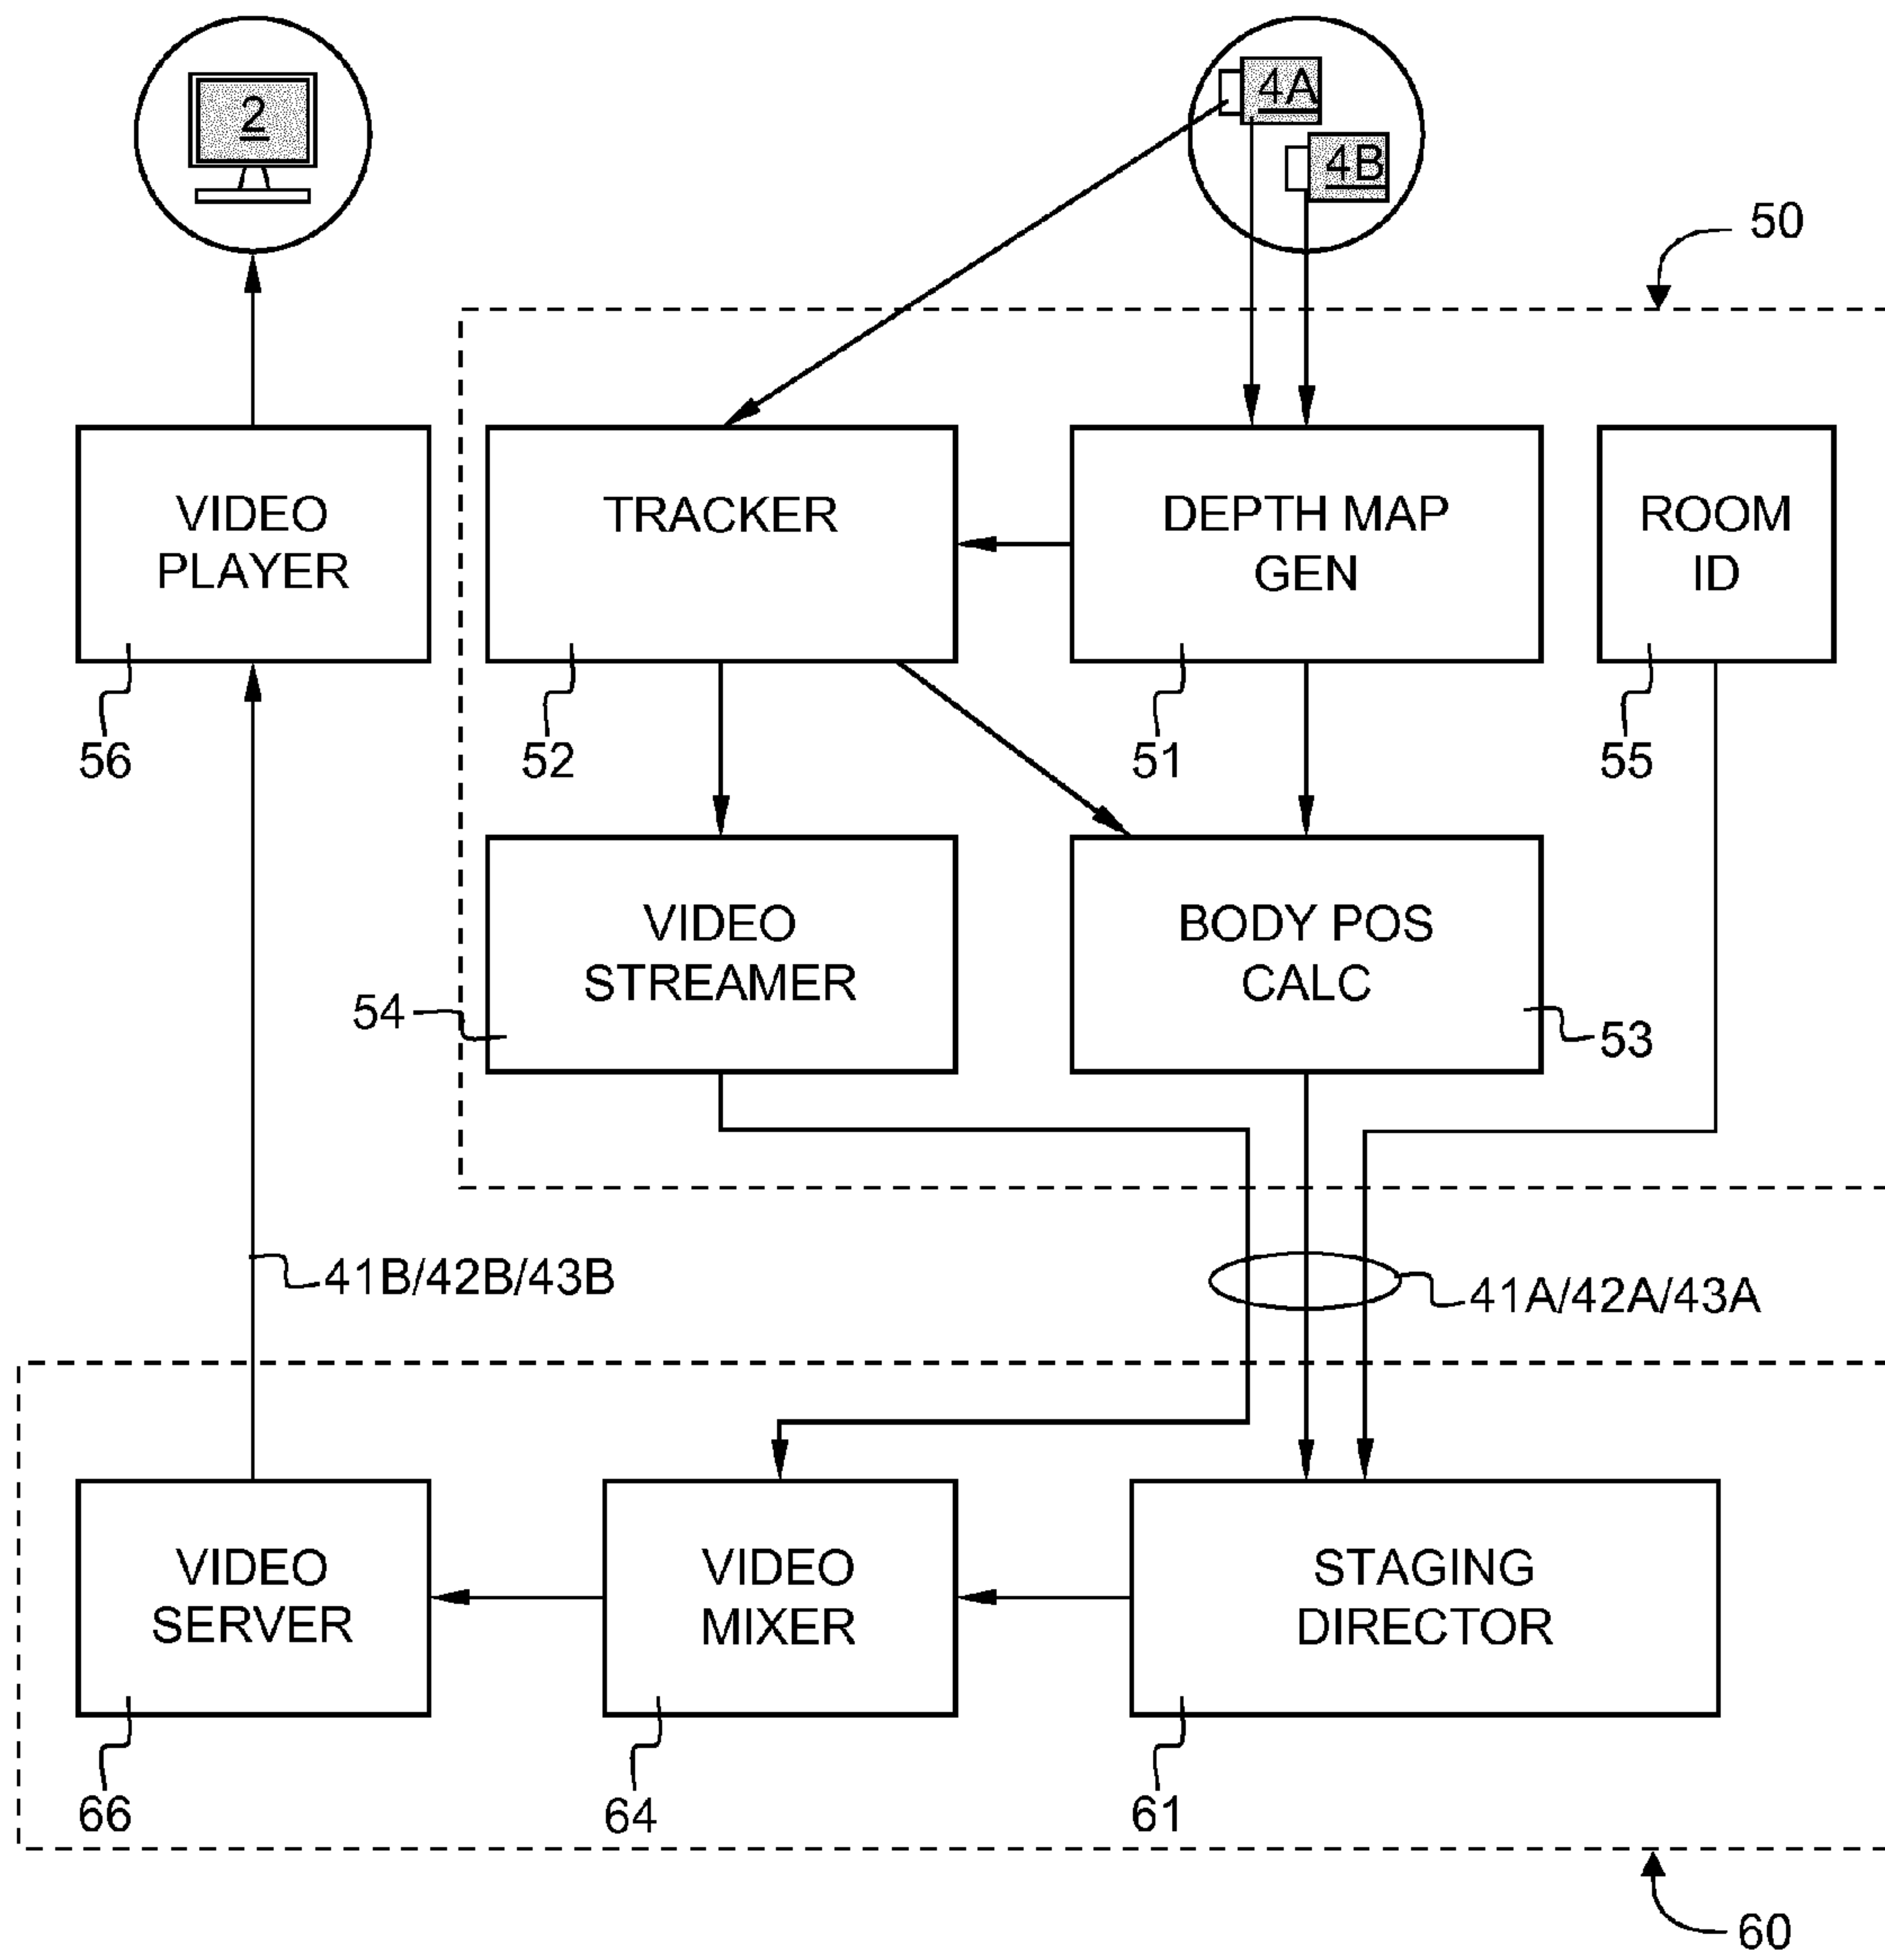 2
4A
4B
50
VIDEO
PLAYER
TRACKER
DEPTH MAP
GEN
ROOM
ID
56
52
51
55
VIDEO
STREAMER
BODY POS
CALC
54
53
41B/42B/43B
41A/42A/43A
VIDEO
SERVER
VIDEO
MIXER
STAGING
DIRECTOR
66
64
61
60